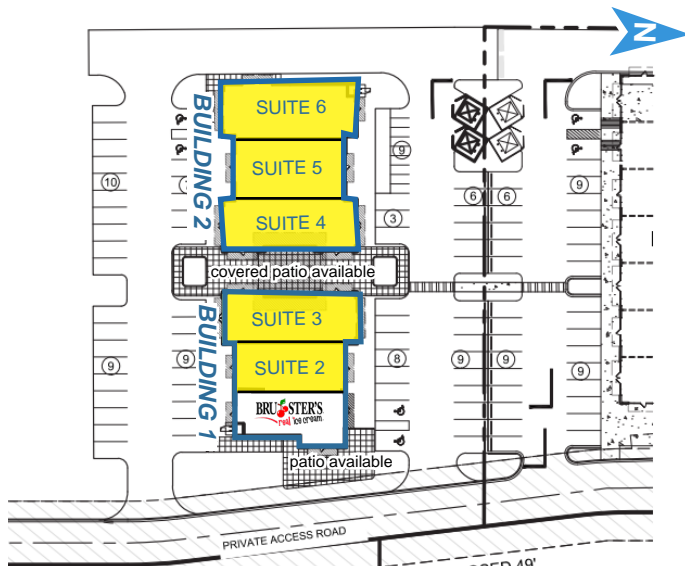 N
SUITE 6
BUILDING 2
9
SUITE 5
10
9
6
6
9
SUITE 4
3
covered patio available
SUITE 3
BUILDING 1
9
9
SUITE 2
8
9
9
9
BRUSTER'S
real ice cream
patio available
PRIVATE ACCESS ROAD